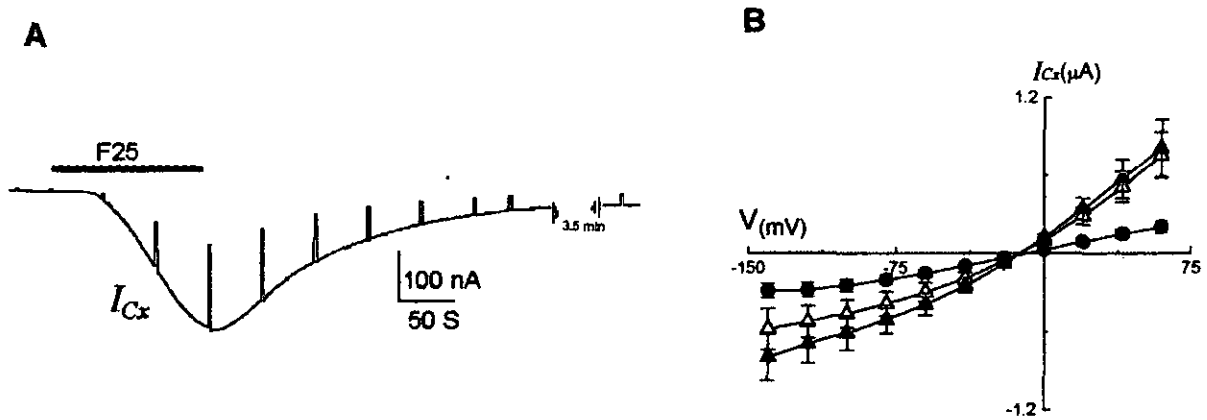 A
F25
3.5 min
100 nA
50 S
I_Cx
B
I_Cx(μA)
1.2
V(mV)
-150
-75
75
-1.2